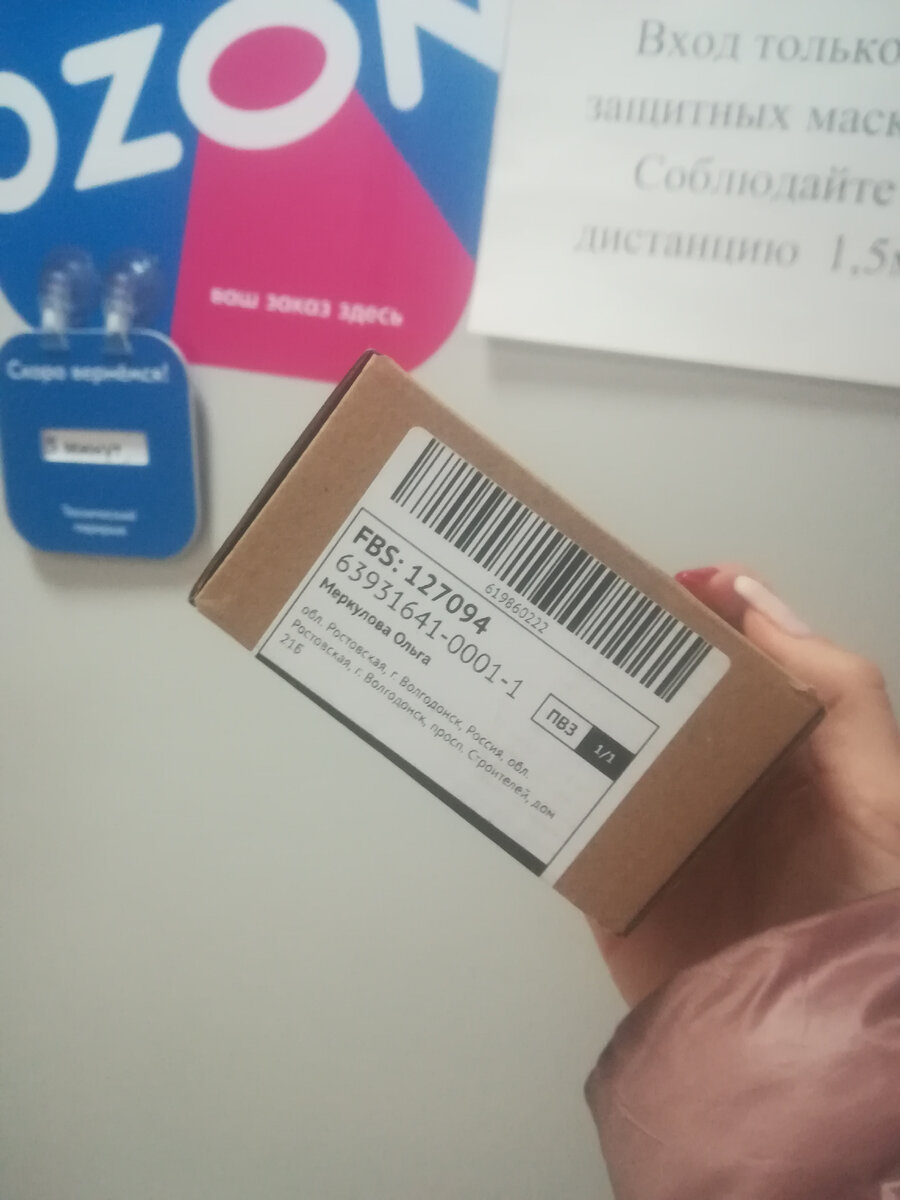 OZON
ваш заказ здесь
Вход только
защитных маск
Соблюдайте
дистанцию 1,5м
Скоро вернёмся!
5 минут
Технический
перерыв
619860222
FBS: 127094
63931641-0001-1
Меркулова Ольга
ПВЗ 1/1
обл. Ростовская, г. Волгодонск, Россия, обл.
Ростовская, г. Волгодонск, просп. Строителей, дом
21Б